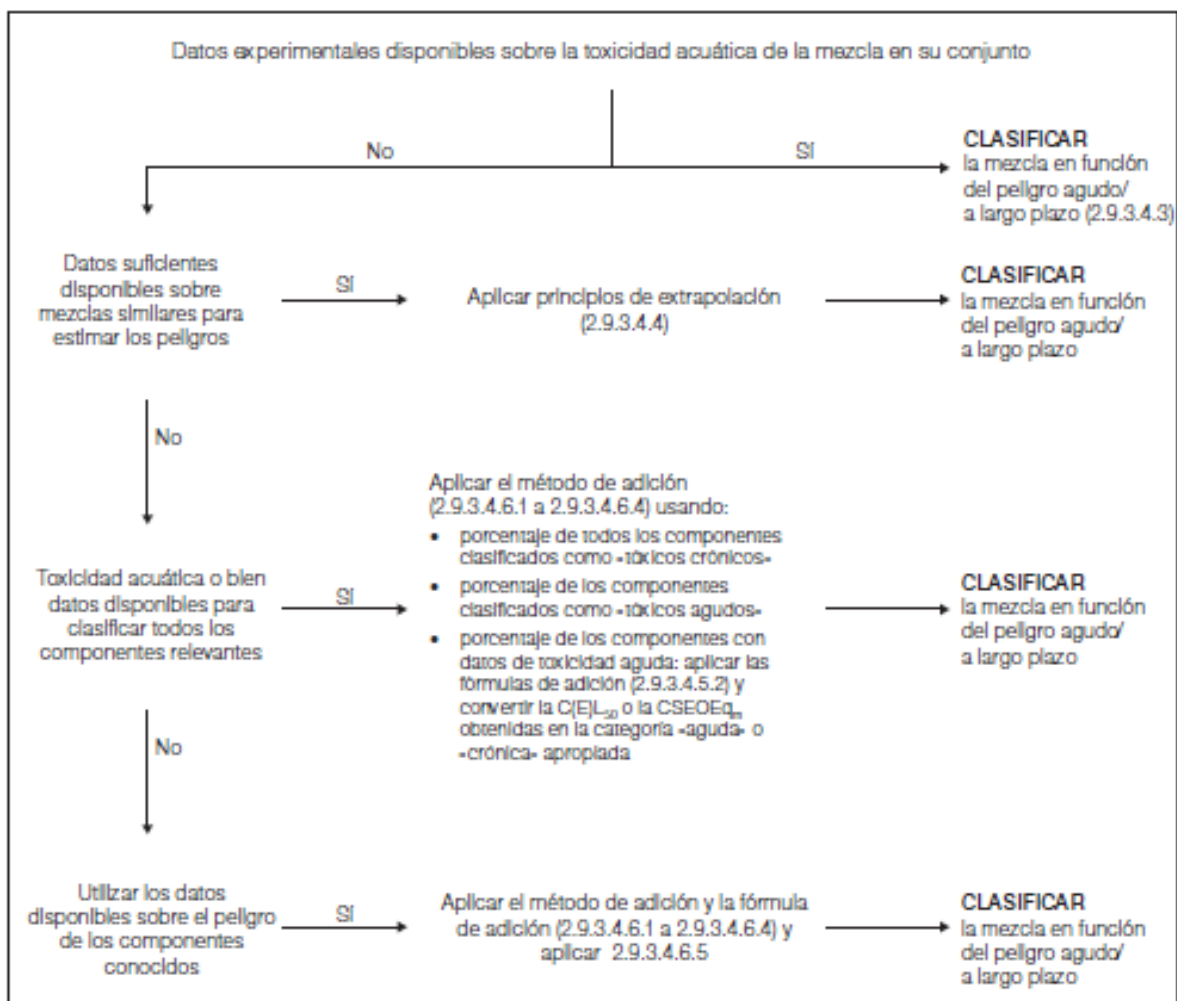 Datos experimentales disponibles sobre la toxicidad acuática de la mezcla en su conjunto
No
Sí
CLASIFICAR
la mezcla en función
del peligro agudo/
a largo plazo (2.9.3.4.3)
Datos suficientes
disponibles sobre
mezclas similares para
estimar los peligros
Sí
Aplicar principios de extrapolación
(2.9.3.4.4)
CLASIFICAR
la mezcla en función
del peligro agudo/
a largo plazo
No
Toxicidad acuática o bien
datos disponibles para
clasificar todos los
componentes relevantes
Sí
Aplicar el método de adición
(2.9.3.4.6.1 a 2.9.3.4.6.4) usando:
• porcentaje de todos los componentes
clasificados como «tóxicos crónicos»
• porcentaje de los componentes
clasificados como «tóxicos agudos»
• porcentaje de los componentes con
datos de toxicidad aguda: aplicar las
fórmulas de adición (2.9.3.4.5.2) y
convertir la C(E)L50 o la CSEOEqm
obtenidas en la categoría «aguda» o
«crónica» apropiada
CLASIFICAR
la mezcla en función
del peligro agudo/
a largo plazo
No
Utilizar los datos
disponibles sobre el peligro
de los componentes
conocidos
Sí
Aplicar el método de adición y la fórmula
de adición (2.9.3.4.6.1 a 2.9.3.4.6.4) y
aplicar 2.9.3.4.6.5
CLASIFICAR
la mezcla en función
del peligro agudo/
a largo plazo